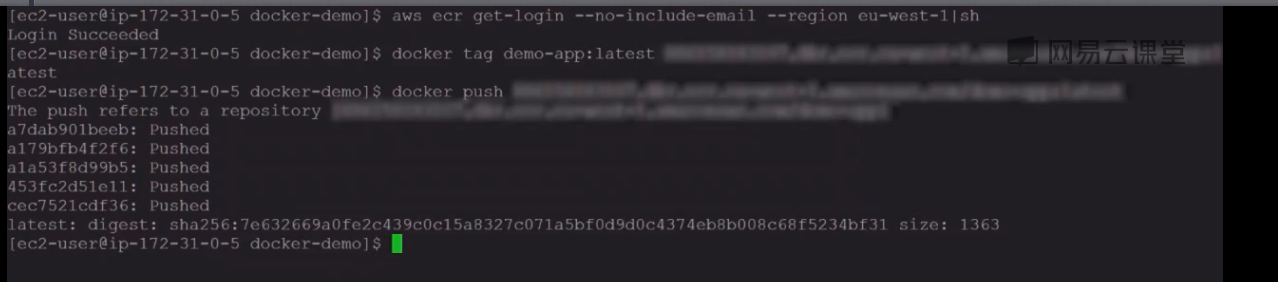 [ec2-user@ip-172-31-0-5 docker-demo]$ aws ecr get-login --no-include-email --region eu-west-1|sh
Login Succeeded
[ec2-user@ip-172-31-0-5 docker-demo]$ docker tag demo-app:latest
网易云课堂
atest
[ec2-user@ip-172-31-0-5 docker-demo]$ docker push
The push refers to a repository
a7dab901beeb: Pushed
a179bfb4f2f6: Pushed
a1a53f8d99b5: Pushed
453fc2d51e11: Pushed
cec7521cdf36: Pushed
latest: digest: sha256:7e632669a0fe2c439c0c15a8327c071a5bf0d9d0c4374eb8b008c68f5234bf31 size: 1363
[ec2-user@ip-172-31-0-5 docker-demo]$